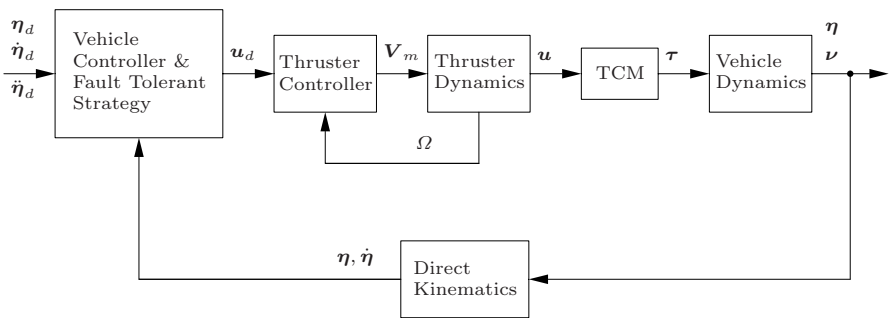 η_d
η̇_d
η̈_d
Vehicle
Controller &
Fault Tolerant
Strategy
u_d
Thruster
Controller
V_m
Thruster
Dynamics
u
TCM
τ
Vehicle
Dynamics
η
ν
Ω
η, η̇
Direct
Kinematics